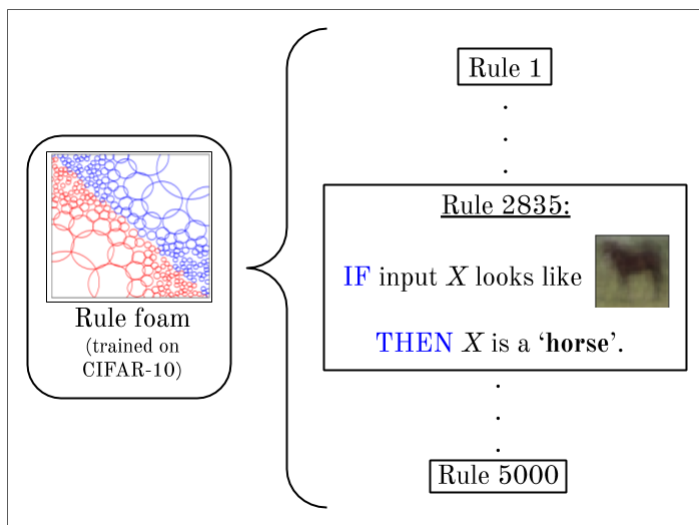 Rule foam
(trained on
CIFAR-10)
Rule 1
.
.
.
Rule 2835:
IF input X looks like
THEN X is a ‘horse’.
.
.
.
Rule 5000